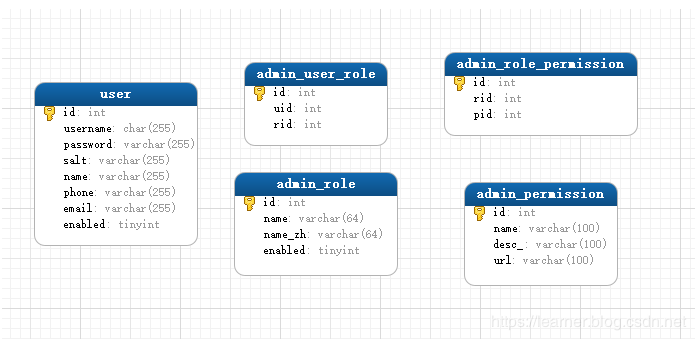 user
id: int
username: char(255)
password: varchar(255)
salt: varchar(255)
name: varchar(255)
phone: varchar(255)
email: varchar(255)
enabled: tinyint
admin_user_role
id: int
uid: int
rid: int
admin_role
id: int
name: varchar(64)
name_zh: varchar(64)
enabled: tinyint
admin_role_permission
id: int
rid: int
pid: int
admin_permission
id: int
name: varchar(100)
desc_: varchar(100)
url: varchar(100)
https://learner.blog.csdn.net